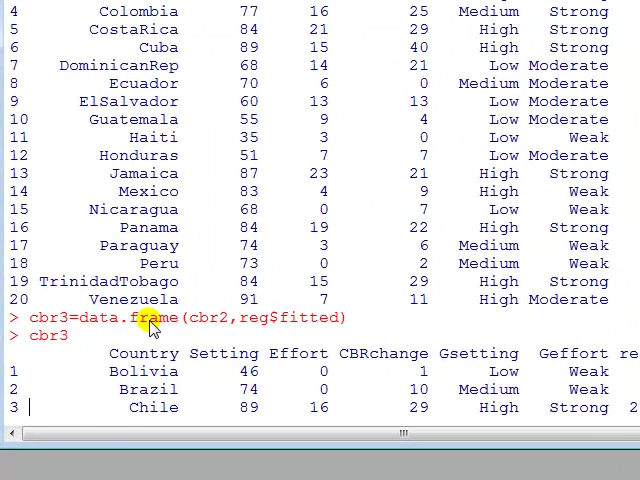 4 Colombia 77 16 25 Medium Strong
5 CostaRica 84 21 29 High Strong
6 Cuba 89 15 40 High Strong
7 DominicanRep 68 14 21 Low Moderate
8 Ecuador 70 6 0 Medium Moderate
9 ElSalvador 60 13 13 Low Moderate
10 Guatemala 55 9 4 Low Moderate
11 Haiti 35 3 0 Low Weak
12 Honduras 51 7 7 Low Moderate
13 Jamaica 87 23 21 High Strong
14 Mexico 83 4 9 High Weak
15 Nicaragua 68 0 7 Low Weak
16 Panama 84 19 22 High Strong
17 Paraguay 74 3 6 Medium Weak
18 Peru 73 0 2 Medium Weak
19 TrinidadTobago 84 15 29 High Strong
20 Venezuela 91 7 11 High Moderate
> cbr3=data.frame(cbr2,reg$fitted)
> cbr3
Country Setting Effort CBRchange Gsetting Geffort re
1 Bolivia 46 0 1 Low Weak
2 Brazil 74 0 10 Medium Weak
3 Chile 89 16 29 High Strong 2